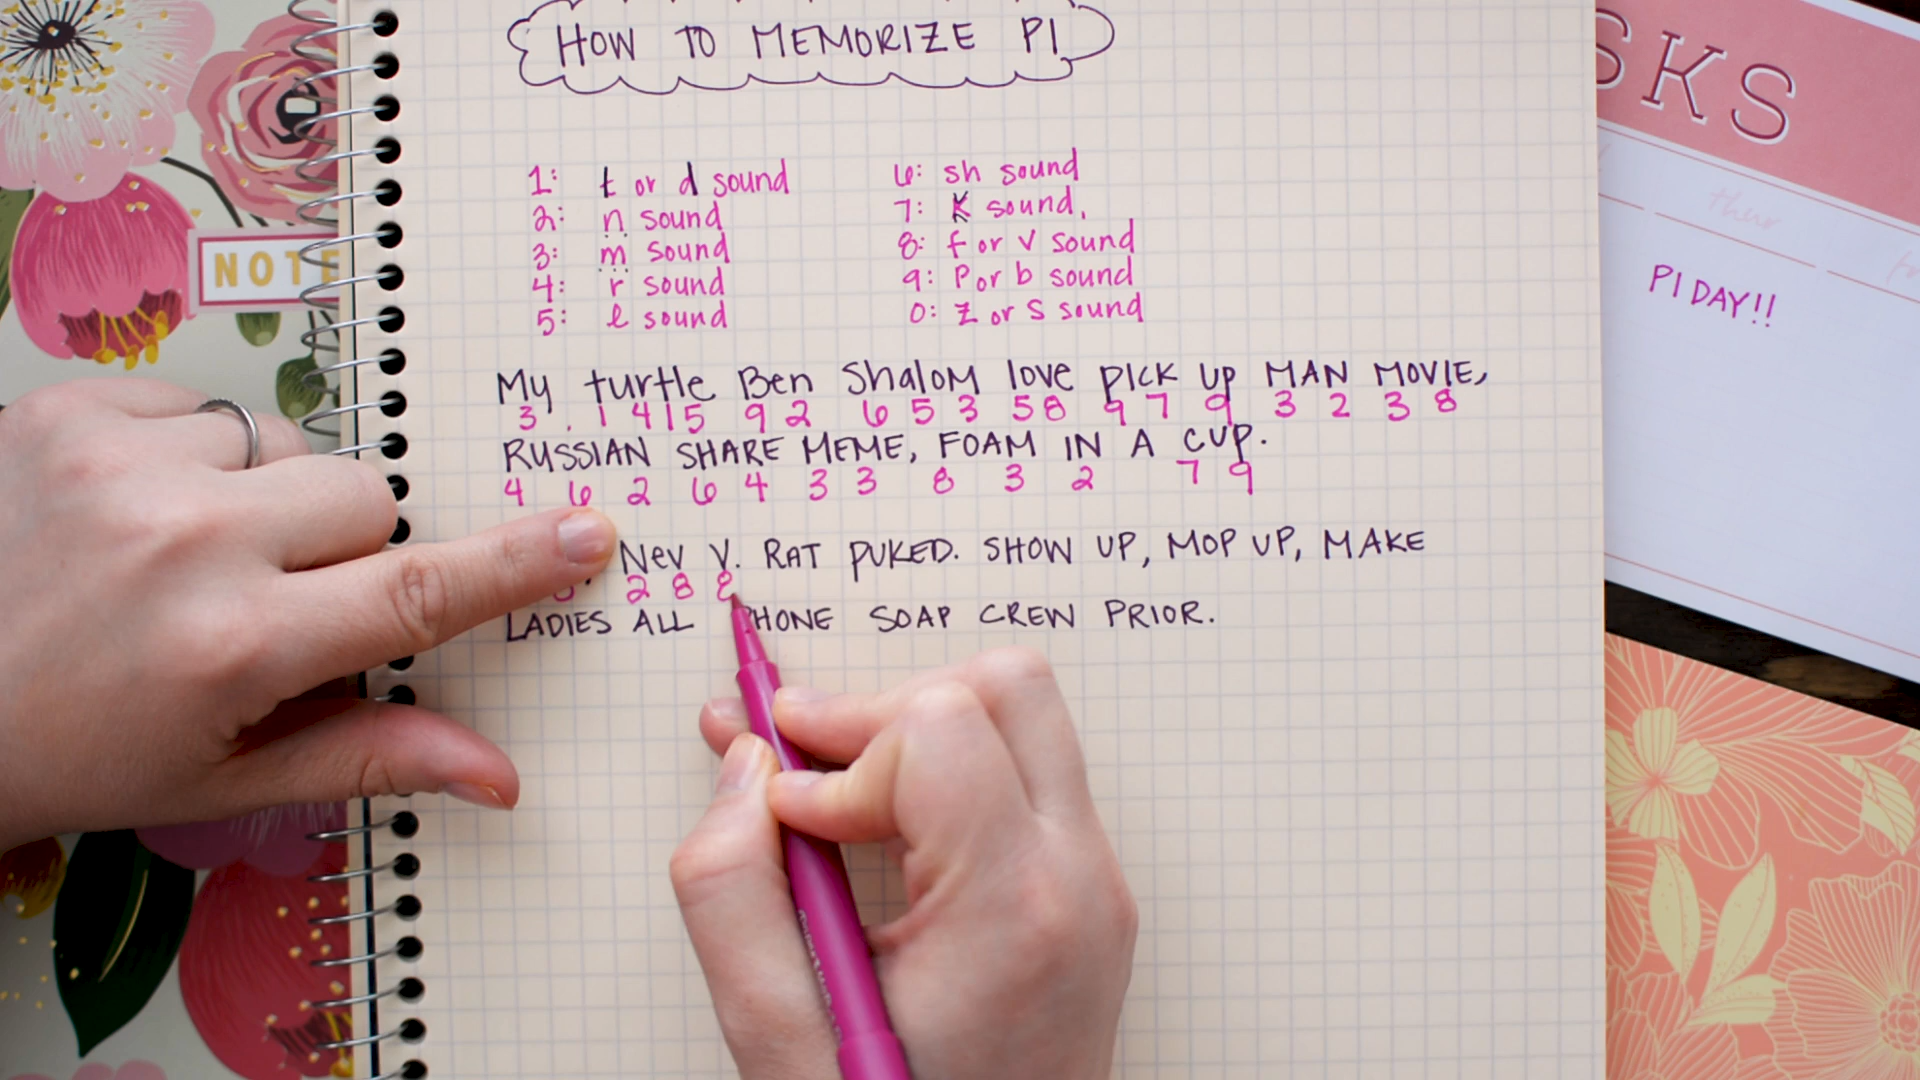 HOW TO MEMORIZE PI
1: t or d sound
2: n sound
3: m sound
4: r sound
5: l sound
6: sh sound
7: K sound,
8: f or v sound
9: P or b sound
0: Z or S sound
My turtle Ben Shalom love pick up MAN MOVIE,
3 . 1 4 1 5 9 2 6 5 3 5 8 9 7 9 3 2 3 8
RUSSIAN SHARE MEME, FOAM IN A CUP.
4 6 2 6 4 3 3 8 3 2 7 9
Nev V. RAT PUKED. SHOW UP, MOP UP, MAKE
2 8 8
LADIES ALL PHONE SOAP CREW PRIOR.
NOTE
SKS
thur
PI DAY!!